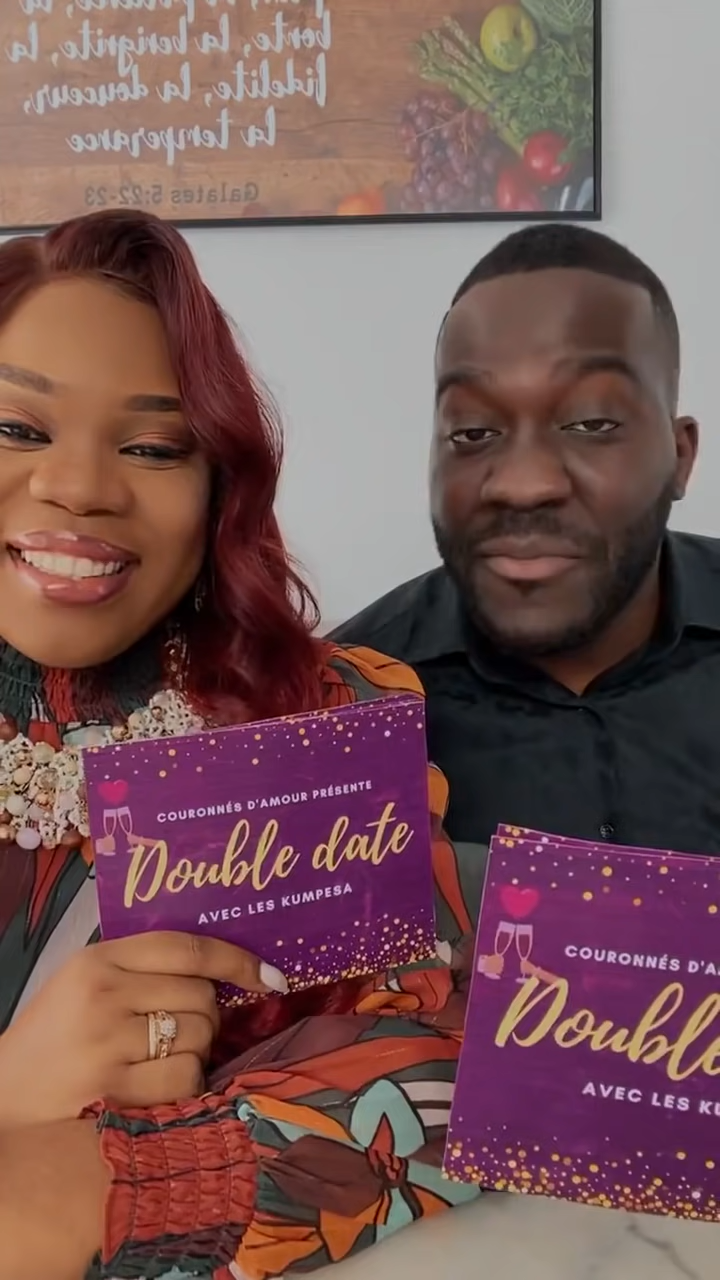 bonté, la bénignité, la
fidélité, la douceur,
la tempérance
Galates 5:22-23
COURONNÉS D'AMOUR PRÉSENTE
Double date
AVEC LES KUMPESA
COURONNÉS D'A
Double
AVEC LES KU